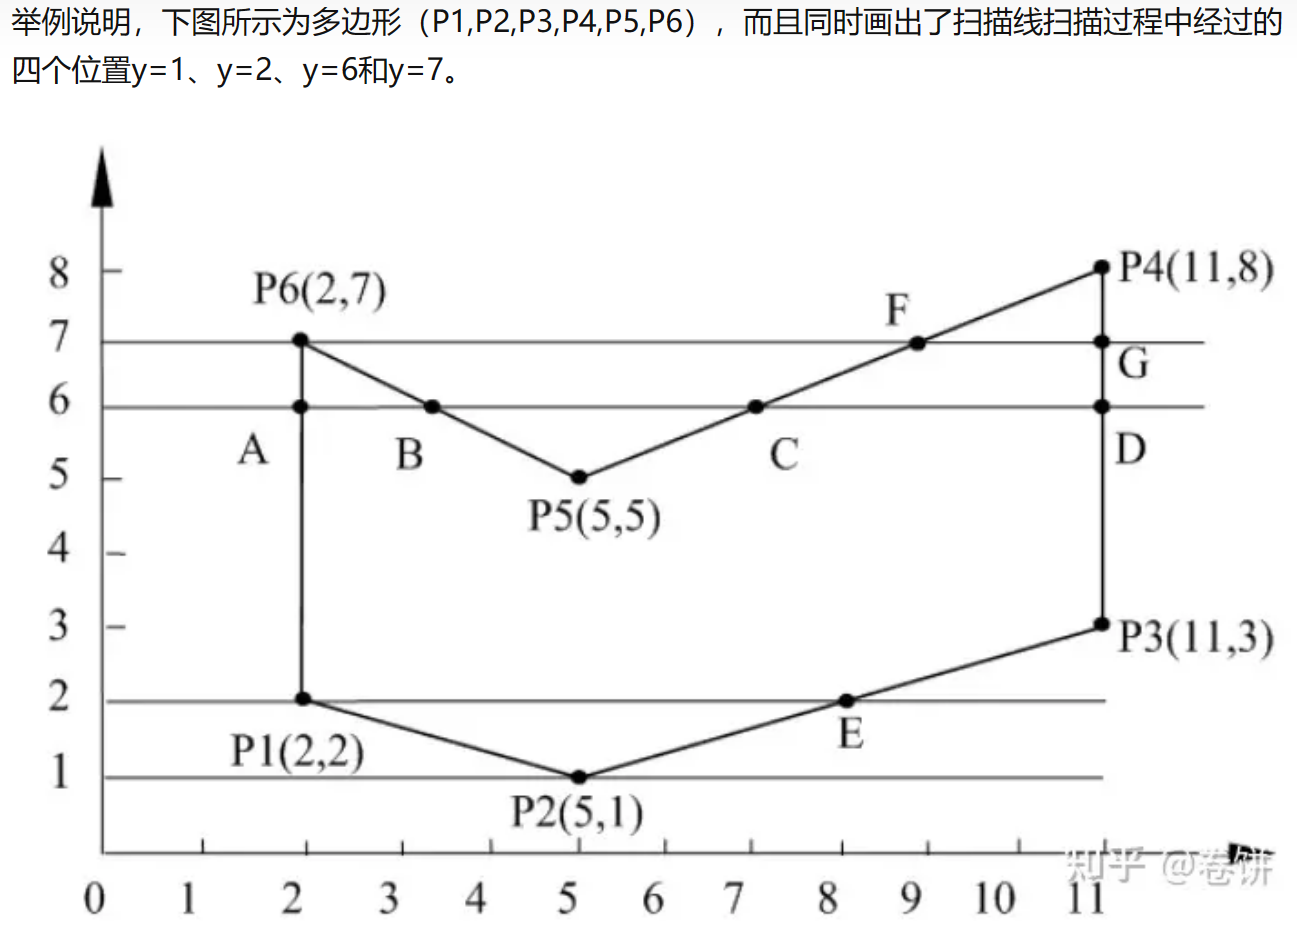 举例说明，下图所示为多边形（P1,P2,P3,P4,P5,P6），而且同时画出了扫描线扫描过程中经过的
四个位置y=1、y=2、y=6和y=7。
8
P4(11,8)
P6(2,7)
F
7
G
6
A
B
C
D
5
P5(5,5)
4
3
P3(11,3)
2
P1(2,2)
E
1
P2(5,1)
知乎 @卷饼
0 1 2 3 4 5 6 7 8 9 10 11